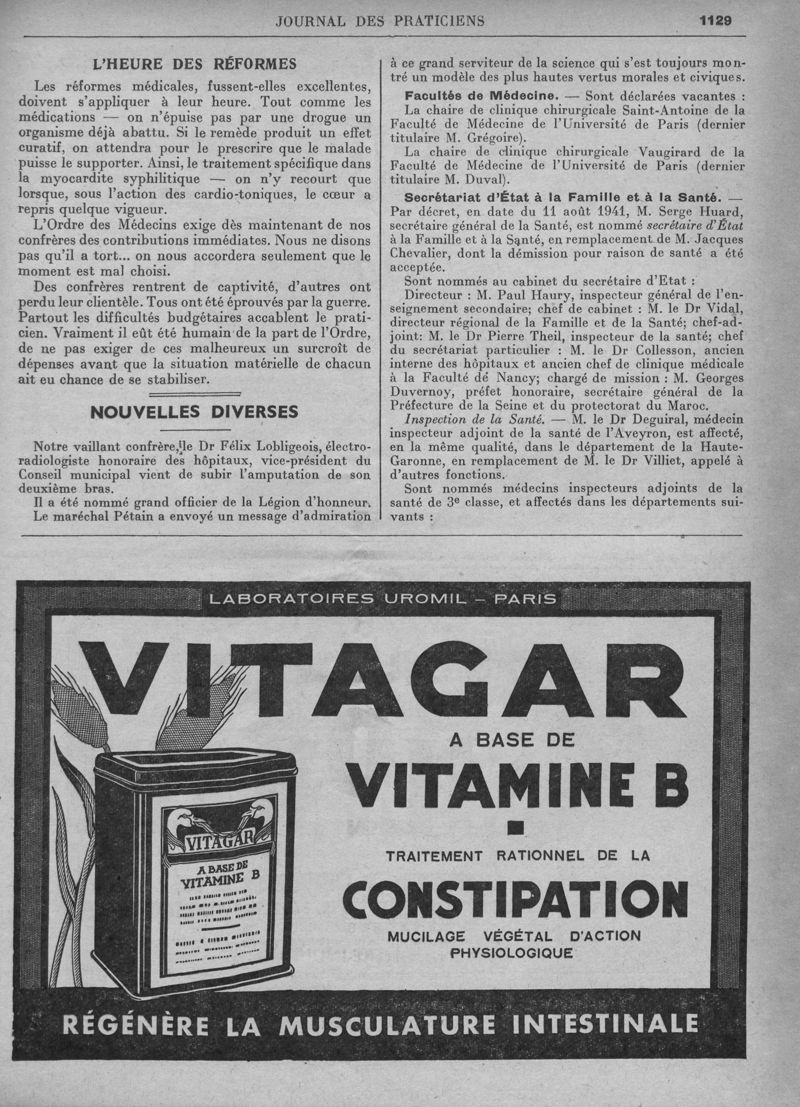 JOURNAL DES PRATICIENS
1129
L'HEURE DES RÉFORMES
Les réformes médicales, fussent-elles excellentes,
doivent s'appliquer à leur heure. Tout comme les
médications — on n'épuise pas par une drogue un
organisme déjà abattu. Si le remède produit un effet
curatif, on attendra pour le prescrire que le malade
puisse le supporter. Ainsi, le traitement spécifique dans
la myocardite syphilitique — on n'y recourt que
lorsque, sous l'action des cardio-toniques, le cœur a
repris quelque vigueur.
L'Ordre des Médecins exige dès maintenant de nos
confrères des contributions immédiates. Nous ne disons
pas qu'il a tort... on nous accordera seulement que le
moment est mal choisi.
Des confrères rentrent de captivité, d'autres ont
perdu leur clientèle. Tous ont été éprouvés par la guerre.
Partout les difficultés budgétaires accablent le prati-
cien. Vraiment il eût été humain de la part de l'Ordre,
de ne pas exiger de ces malheureux un surcroît de
dépenses avant que la situation matérielle de chacun
ait eu chance de se stabiliser.
NOUVELLES DIVERSES
Notre vaillant confrère, le Dr Félix Lobligeois, électro-
radiologiste honoraire des hôpitaux, vice-président du
Conseil municipal vient de subir l'amputation de son
deuxième bras.
Il a été nommé grand officier de la Légion d'honneur.
Le maréchal Pétain a envoyé un message d'admiration
à ce grand serviteur de la science qui s'est toujours mon-
tré un modèle des plus hautes vertus morales et civiques.
Facultés de Médecine. — Sont déclarées vacantes :
La chaire de clinique chirurgicale Saint-Antoine de la
Faculté de Médecine de l'Université de Paris (dernier
titulaire M. Grégoire).
La chaire de clinique chirurgicale Vaugirard de la
Faculté de Médecine de l'Université de Paris (dernier
titulaire M. Duval).
Secrétariat d'État à la Famille et à la Santé. —
Par décret, en date du 11 août 1941, M. Serge Huard,
secrétaire général de la Santé, est nommé secrétaire d'État
à la Famille et à la Santé, en remplacement de M. Jacques
Chevalier, dont la démission pour raison de santé a été
acceptée.
Sont nommés au cabinet du secrétaire d'Etat :
Directeur : M. Paul Haury, inspecteur général de l'en-
seignement secondaire; chef de cabinet : M. le Dr Vidal,
directeur régional de la Famille et de la Santé; chef-ad-
joint: M. le Dr Pierre Theil, inspecteur de la santé; chef
du secrétariat particulier : M. le Dr Collesson, ancien
interne des hôpitaux et ancien chef de clinique médicale
à la Faculté de Nancy; chargé de mission : M. Georges
Duvernoy, préfet honoraire, secrétaire général de la
Préfecture de la Seine et du protectorat du Maroc.
Inspection de la Santé. — M. le Dr Deguiral, médecin
inspecteur adjoint de la santé de l'Aveyron, est affecté,
en la même qualité, dans le département de la Haute-
Garonne, en remplacement de M. le Dr Villiet, appelé à
d'autres fonctions.
Sont nommés médecins inspecteurs adjoints de la
santé de 3e classe, et affectés dans les départements sui-
vants :
LABORATOIRES UROMIL — PARIS
VITAGAR
A BASE DE
VITAMINE B
TRAITEMENT RATIONNEL DE LA
CONSTIPATION
MUCILAGE VÉGÉTAL D'ACTION
PHYSIOLOGIQUE
VITAGAR
A BASE DE
VITAMINE B
RÉGÉNÈRE LA MUSCULATURE INTESTINALE